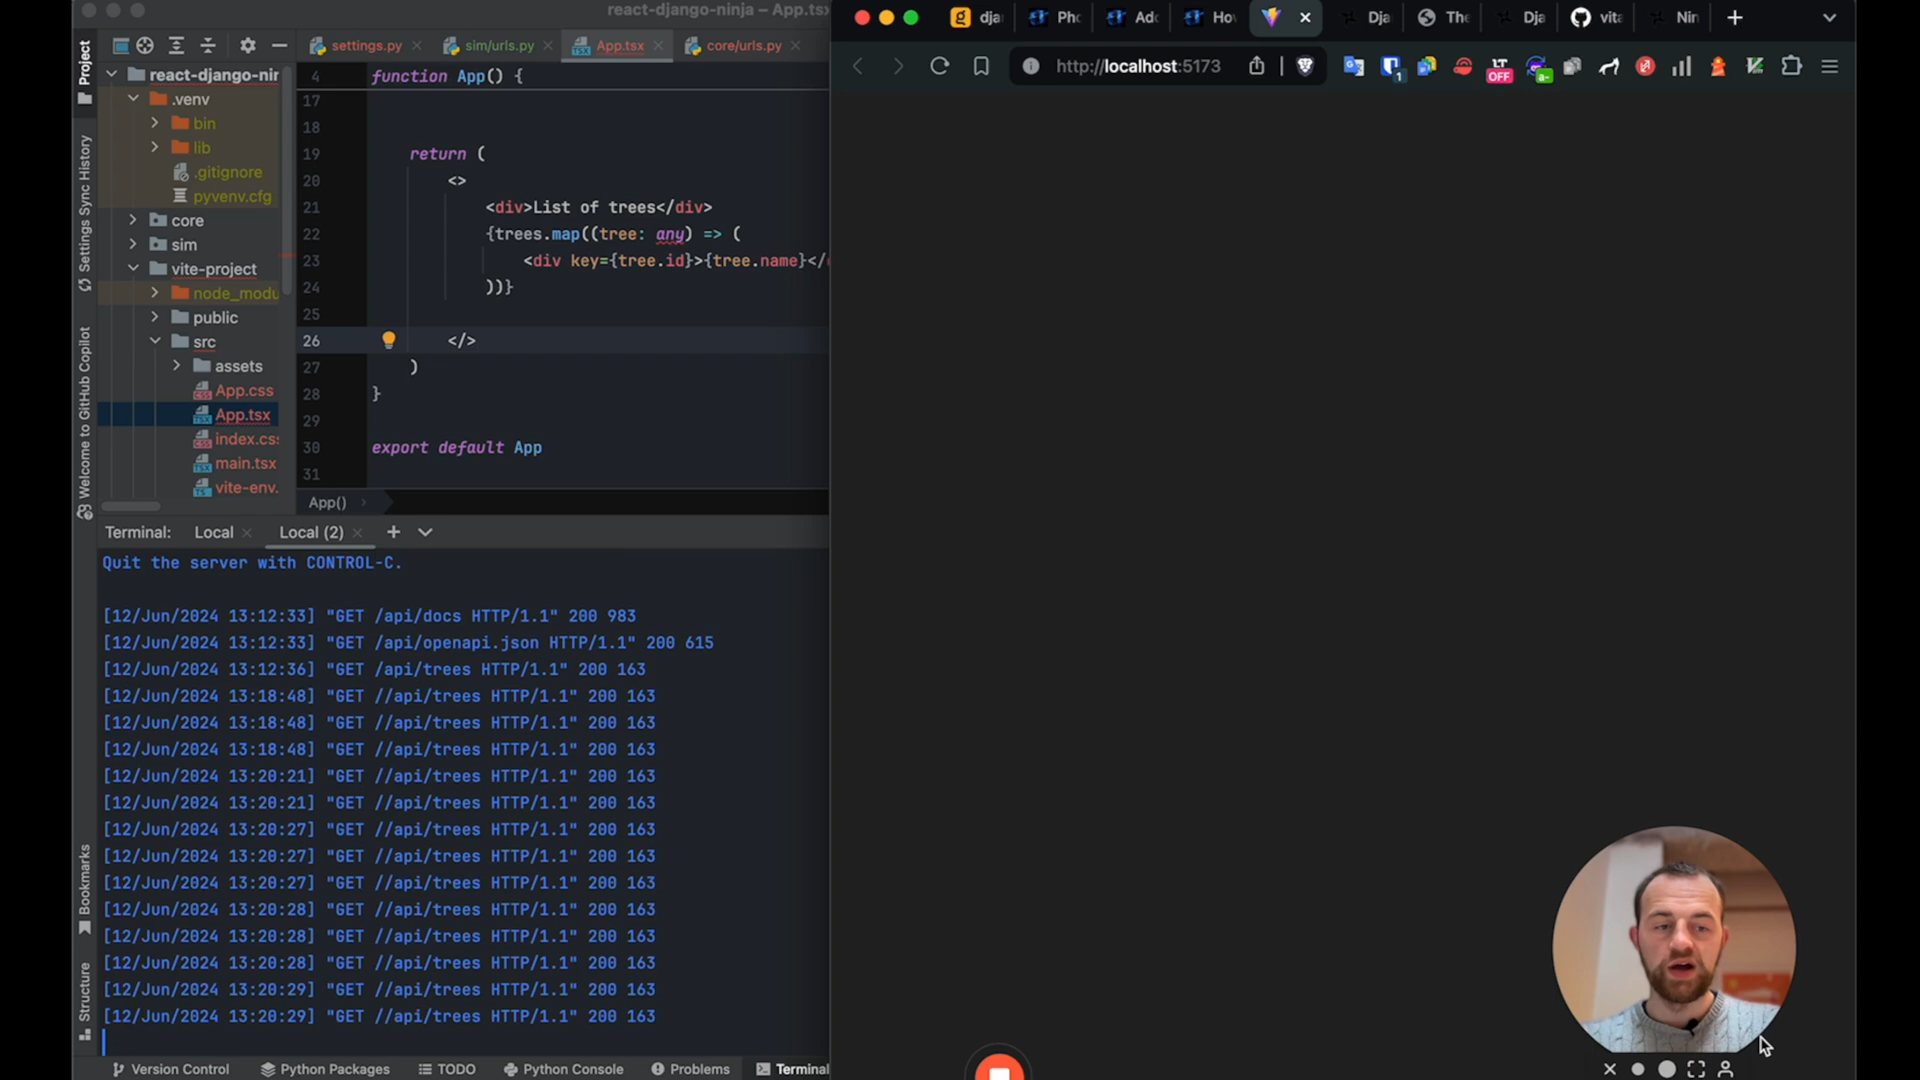 react-django-ninja – App.tsx
Project
Settings Sync History
Welcome to GitHub Copilot
Bookmarks
Structure
react-django-nin
.venv
bin
lib
.gitignore
pyvenv.cfg
core
sim
vite-project
node_modu
public
src
assets
App.css
App.tsx
index.css
main.tsx
vite-env.
settings.py
sim/urls.py
App.tsx
core/urls.py
4 function App() {
17
18
19 return (
20 <>
21 <div>List of trees</div>
22 {trees.map((tree: any) => (
23 <div key={tree.id}>{tree.name}</
24 ))}
25
26 </>
27 )
28 }
29
30 export default App
31
App()
Terminal: Local Local (2)
Quit the server with CONTROL-C.
[12/Jun/2024 13:12:33] "GET /api/docs HTTP/1.1" 200 983
[12/Jun/2024 13:12:33] "GET /api/openapi.json HTTP/1.1" 200 615
[12/Jun/2024 13:12:36] "GET /api/trees HTTP/1.1" 200 163
[12/Jun/2024 13:18:48] "GET //api/trees HTTP/1.1" 200 163
[12/Jun/2024 13:18:48] "GET //api/trees HTTP/1.1" 200 163
[12/Jun/2024 13:18:48] "GET //api/trees HTTP/1.1" 200 163
[12/Jun/2024 13:20:21] "GET //api/trees HTTP/1.1" 200 163
[12/Jun/2024 13:20:21] "GET //api/trees HTTP/1.1" 200 163
[12/Jun/2024 13:20:27] "GET //api/trees HTTP/1.1" 200 163
[12/Jun/2024 13:20:27] "GET //api/trees HTTP/1.1" 200 163
[12/Jun/2024 13:20:27] "GET //api/trees HTTP/1.1" 200 163
[12/Jun/2024 13:20:28] "GET //api/trees HTTP/1.1" 200 163
[12/Jun/2024 13:20:28] "GET //api/trees HTTP/1.1" 200 163
[12/Jun/2024 13:20:28] "GET //api/trees HTTP/1.1" 200 163
[12/Jun/2024 13:20:29] "GET //api/trees HTTP/1.1" 200 163
[12/Jun/2024 13:20:29] "GET //api/trees HTTP/1.1" 200 163
Version Control Python Packages TODO Python Console Problems Terminal
dja Pho Ado Hov Dja The Dja vita Nin
http://localhost:5173
1 LT OFF a-